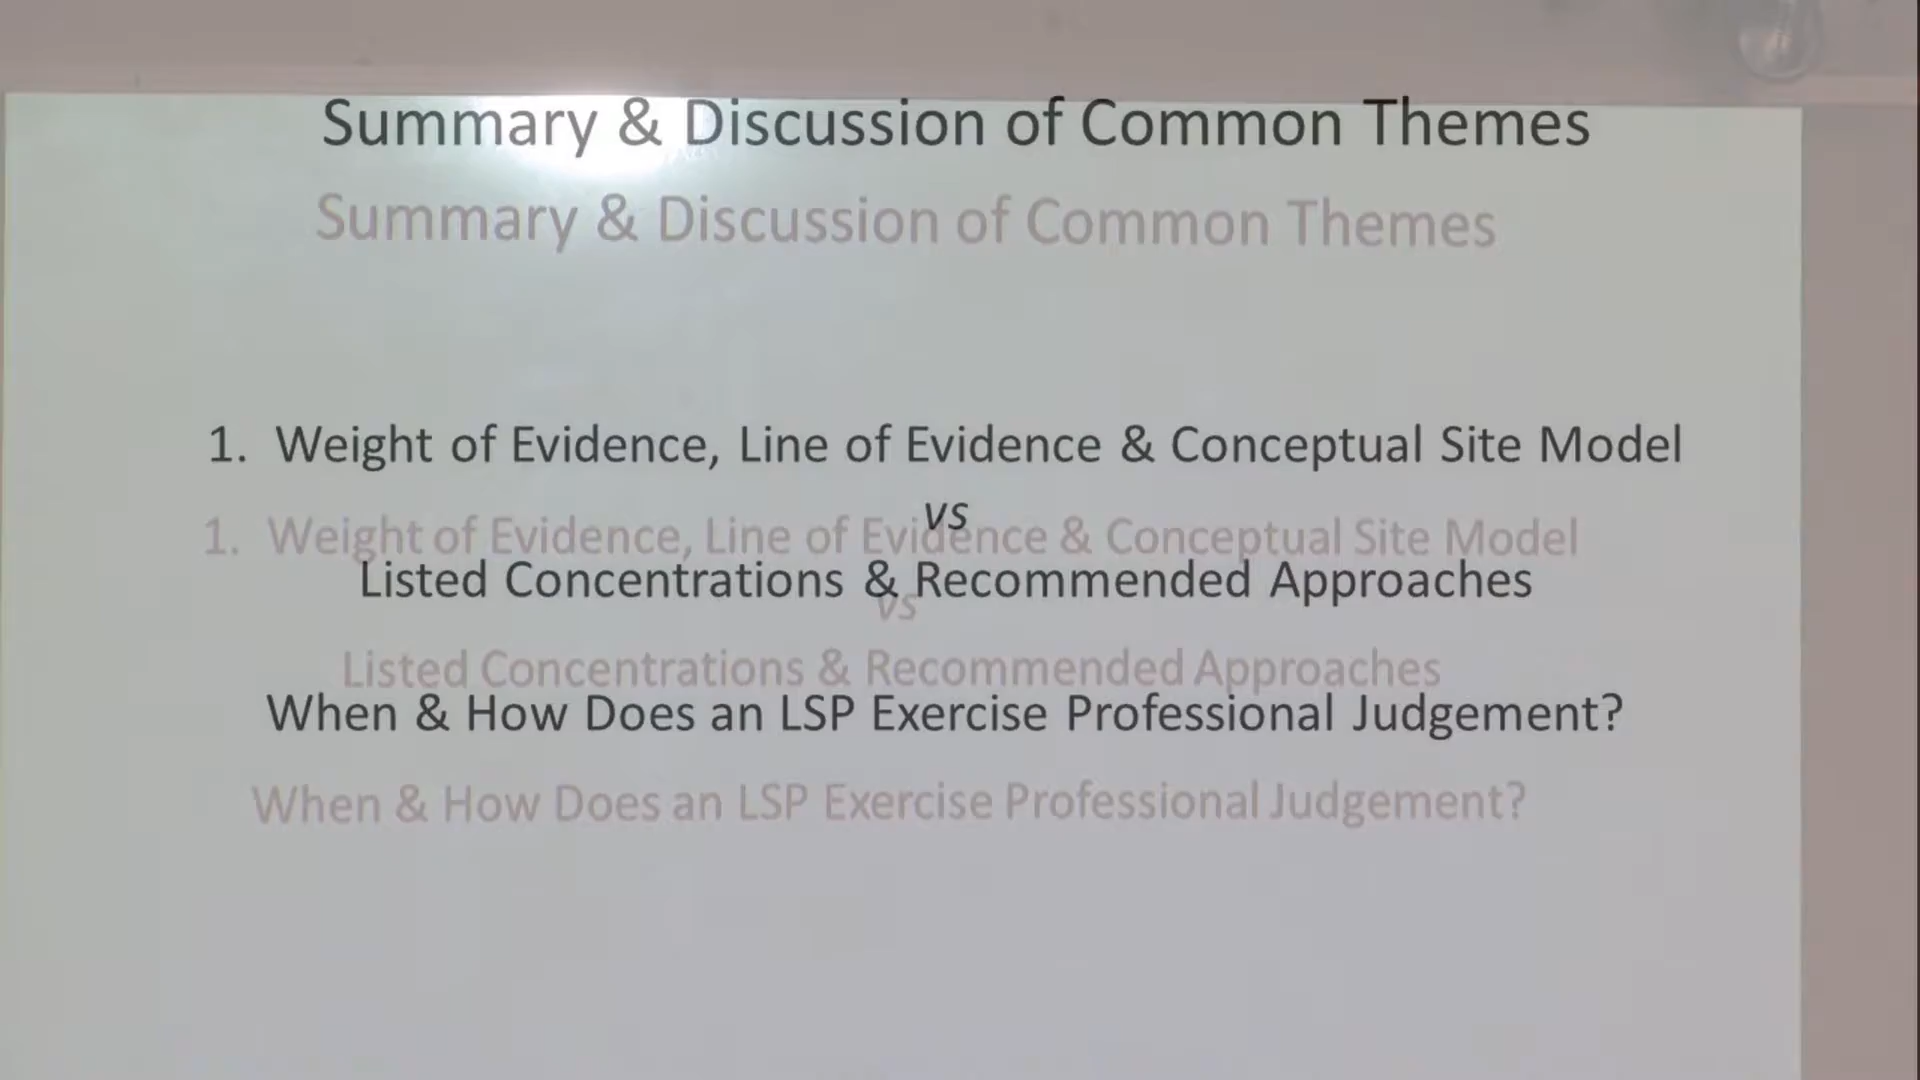 Summary & Discussion of Common Themes
Summary & Discussion of Common Themes
1. Weight of Evidence, Line of Evidence & Conceptual Site Model
vs
1. Weight of Evidence, Line of Evidence & Conceptual Site Model
Listed Concentrations & Recommended Approaches
vs
Listed Concentrations & Recommended Approaches
When & How Does an LSP Exercise Professional Judgement?
When & How Does an LSP Exercise Professional Judgement?